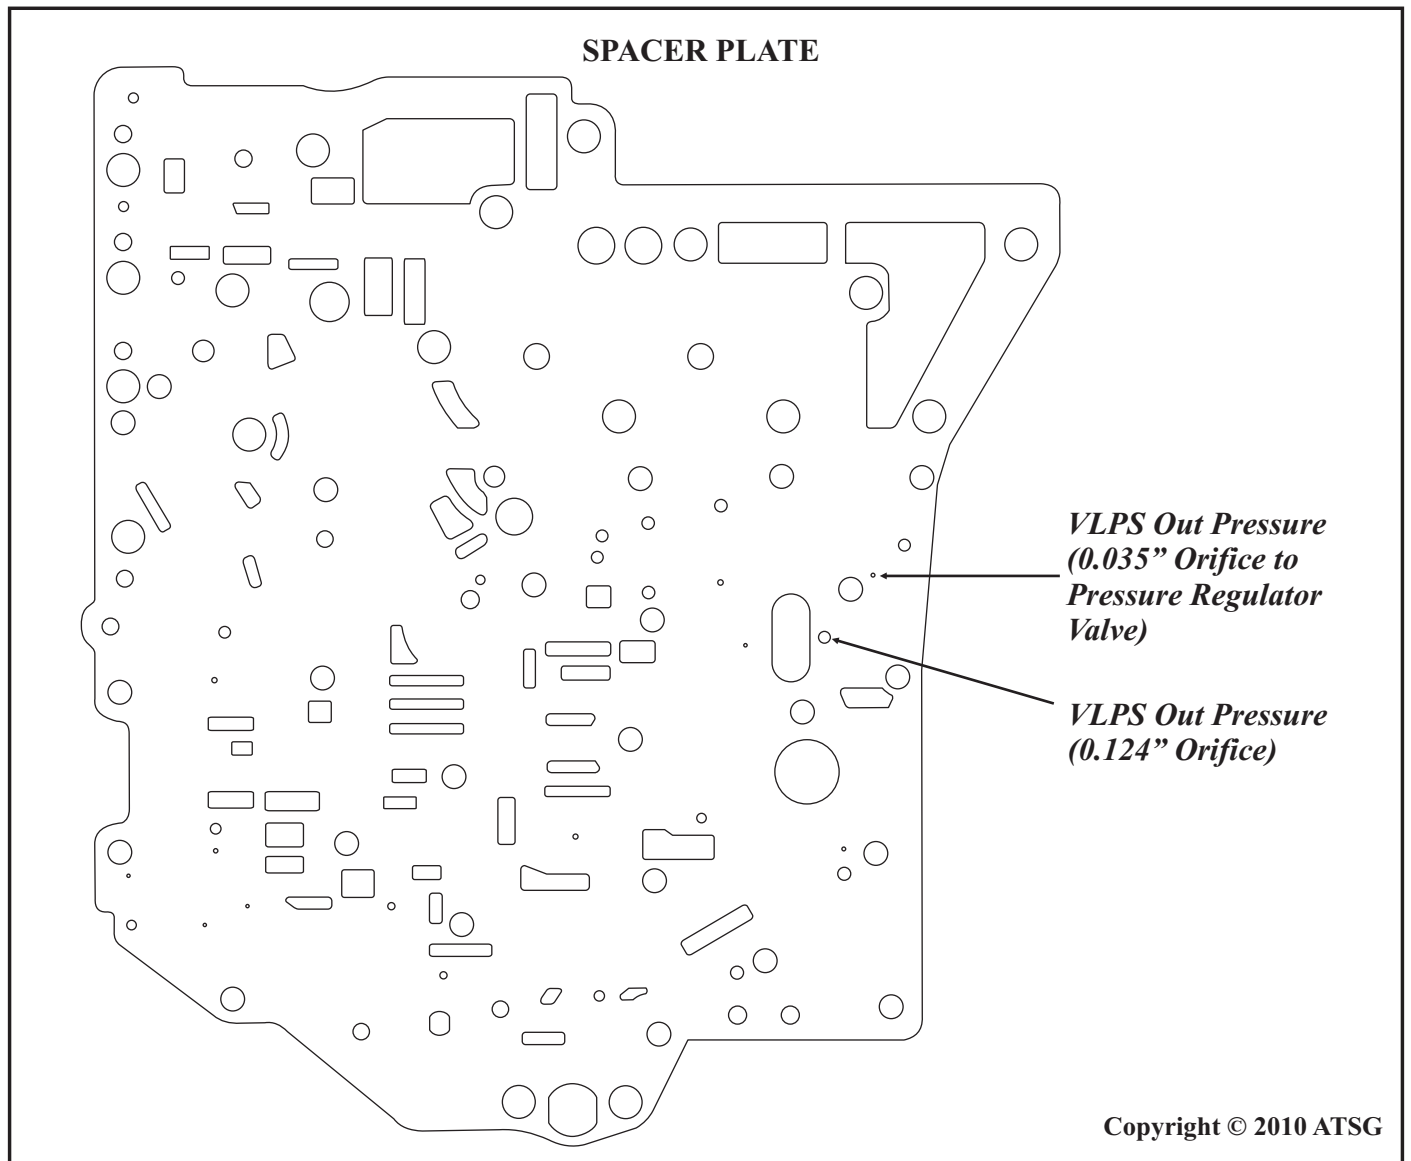 SPACER PLATE
VLPS Out Pressure
(0.035” Orifice to
Pressure Regulator
Valve)
VLPS Out Pressure
(0.124” Orifice)
Copyright © 2010 ATSG